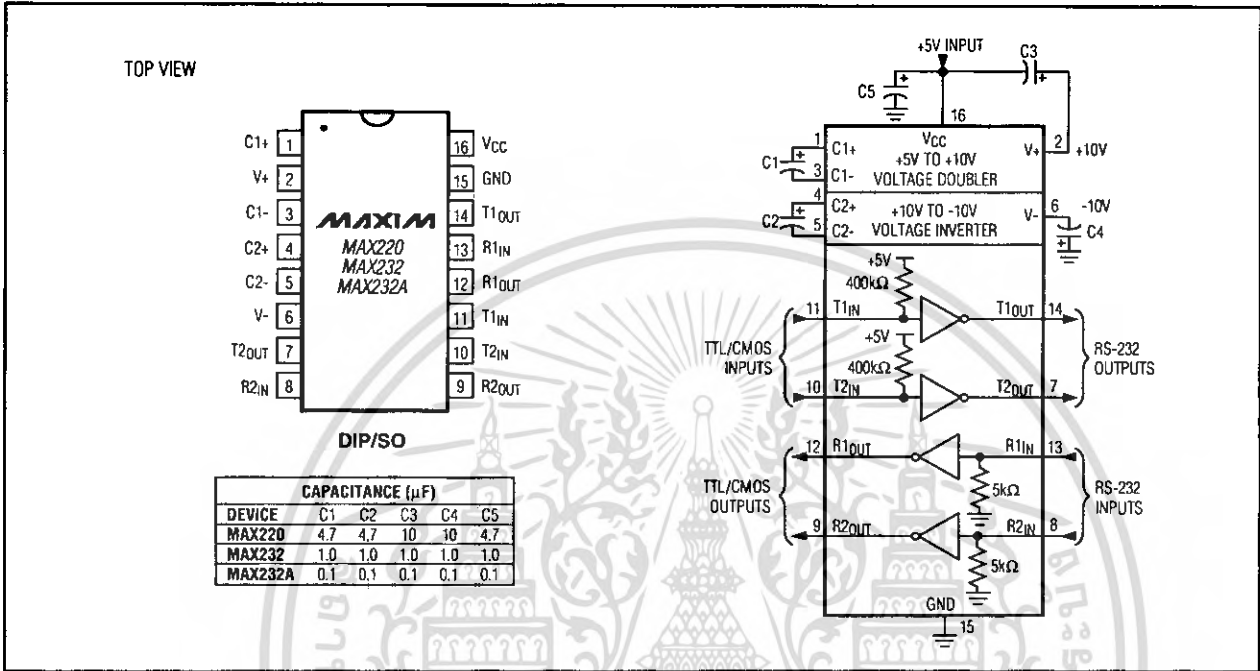 TOP VIEW
C1+ 1
V+ 2
C1- 3
C2+ 4
C2- 5
V- 6
T2OUT 7
R2IN 8
MAXIM
MAX220
MAX232
MAX232A
16 VCC
15 GND
14 T1OUT
13 R1IN
12 R1OUT
11 T1IN
10 T2IN
9 R2OUT
DIP/SO
CAPACITANCE (µF)
DEVICE C1 C2 C3 C4 C5
MAX220 4.7 4.7 10 10 4.7
MAX232 1.0 1.0 1.0 1.0 1.0
MAX232A 0.1 0.1 0.1 0.1 0.1
+5V INPUT
C3
+
C5 +
16
1 C1+ VCC V+ 2 +10V
C1 + +5V TO +10V
3 C1- VOLTAGE DOUBLER
4 C2+ V- 6 -10V
C2 + +10V TO -10V C4
5 C2- VOLTAGE INVERTER +
+5V
400kΩ
11 T1IN T1OUT 14
TTL/CMOS INPUTS
+5V
400kΩ
RS-232 OUTPUTS
10 T2IN T2OUT 7
12 R1OUT R1IN 13
TTL/CMOS OUTPUTS
5kΩ
RS-232 INPUTS
9 R2OUT R2IN 8
5kΩ
GND
15